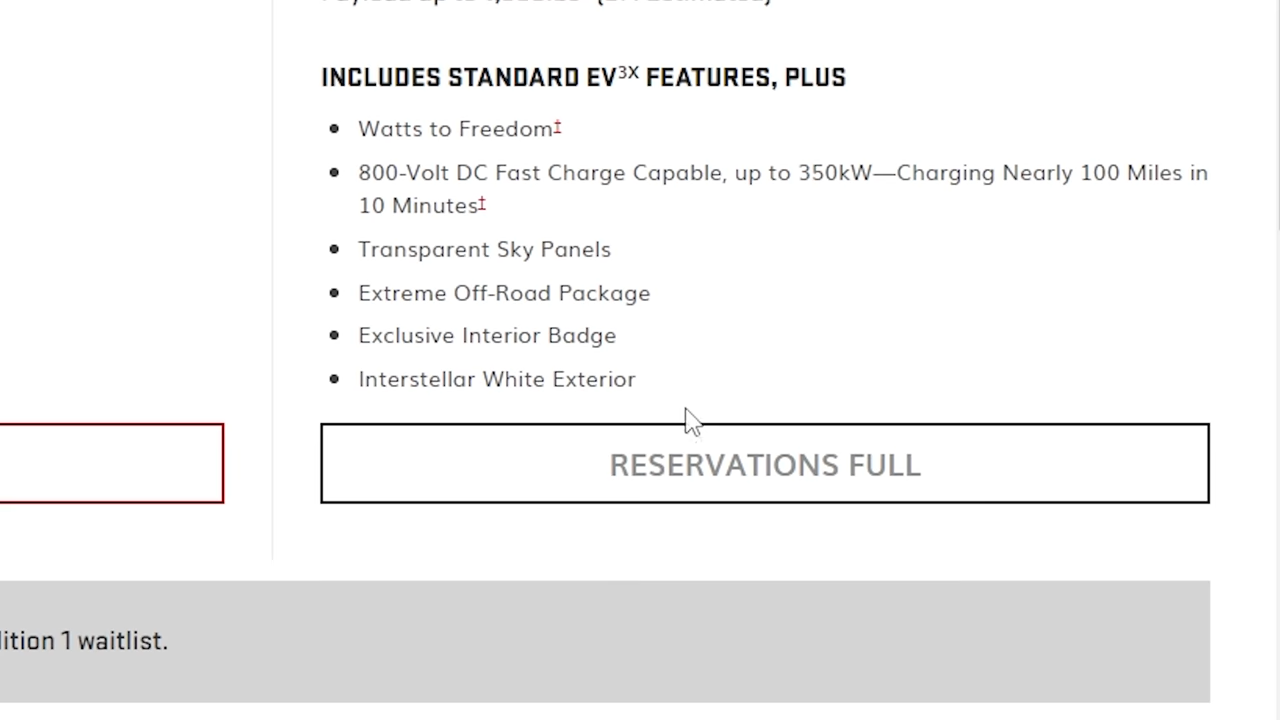 INCLUDES STANDARD EV3X FEATURES, PLUS
Watts to Freedom‡
800-Volt DC Fast Charge Capable, up to 350kW—Charging Nearly 100 Miles in
10 Minutes‡
Transparent Sky Panels
Extreme Off-Road Package
Exclusive Interior Badge
Interstellar White Exterior
RESERVATIONS FULL
1 waitlist.